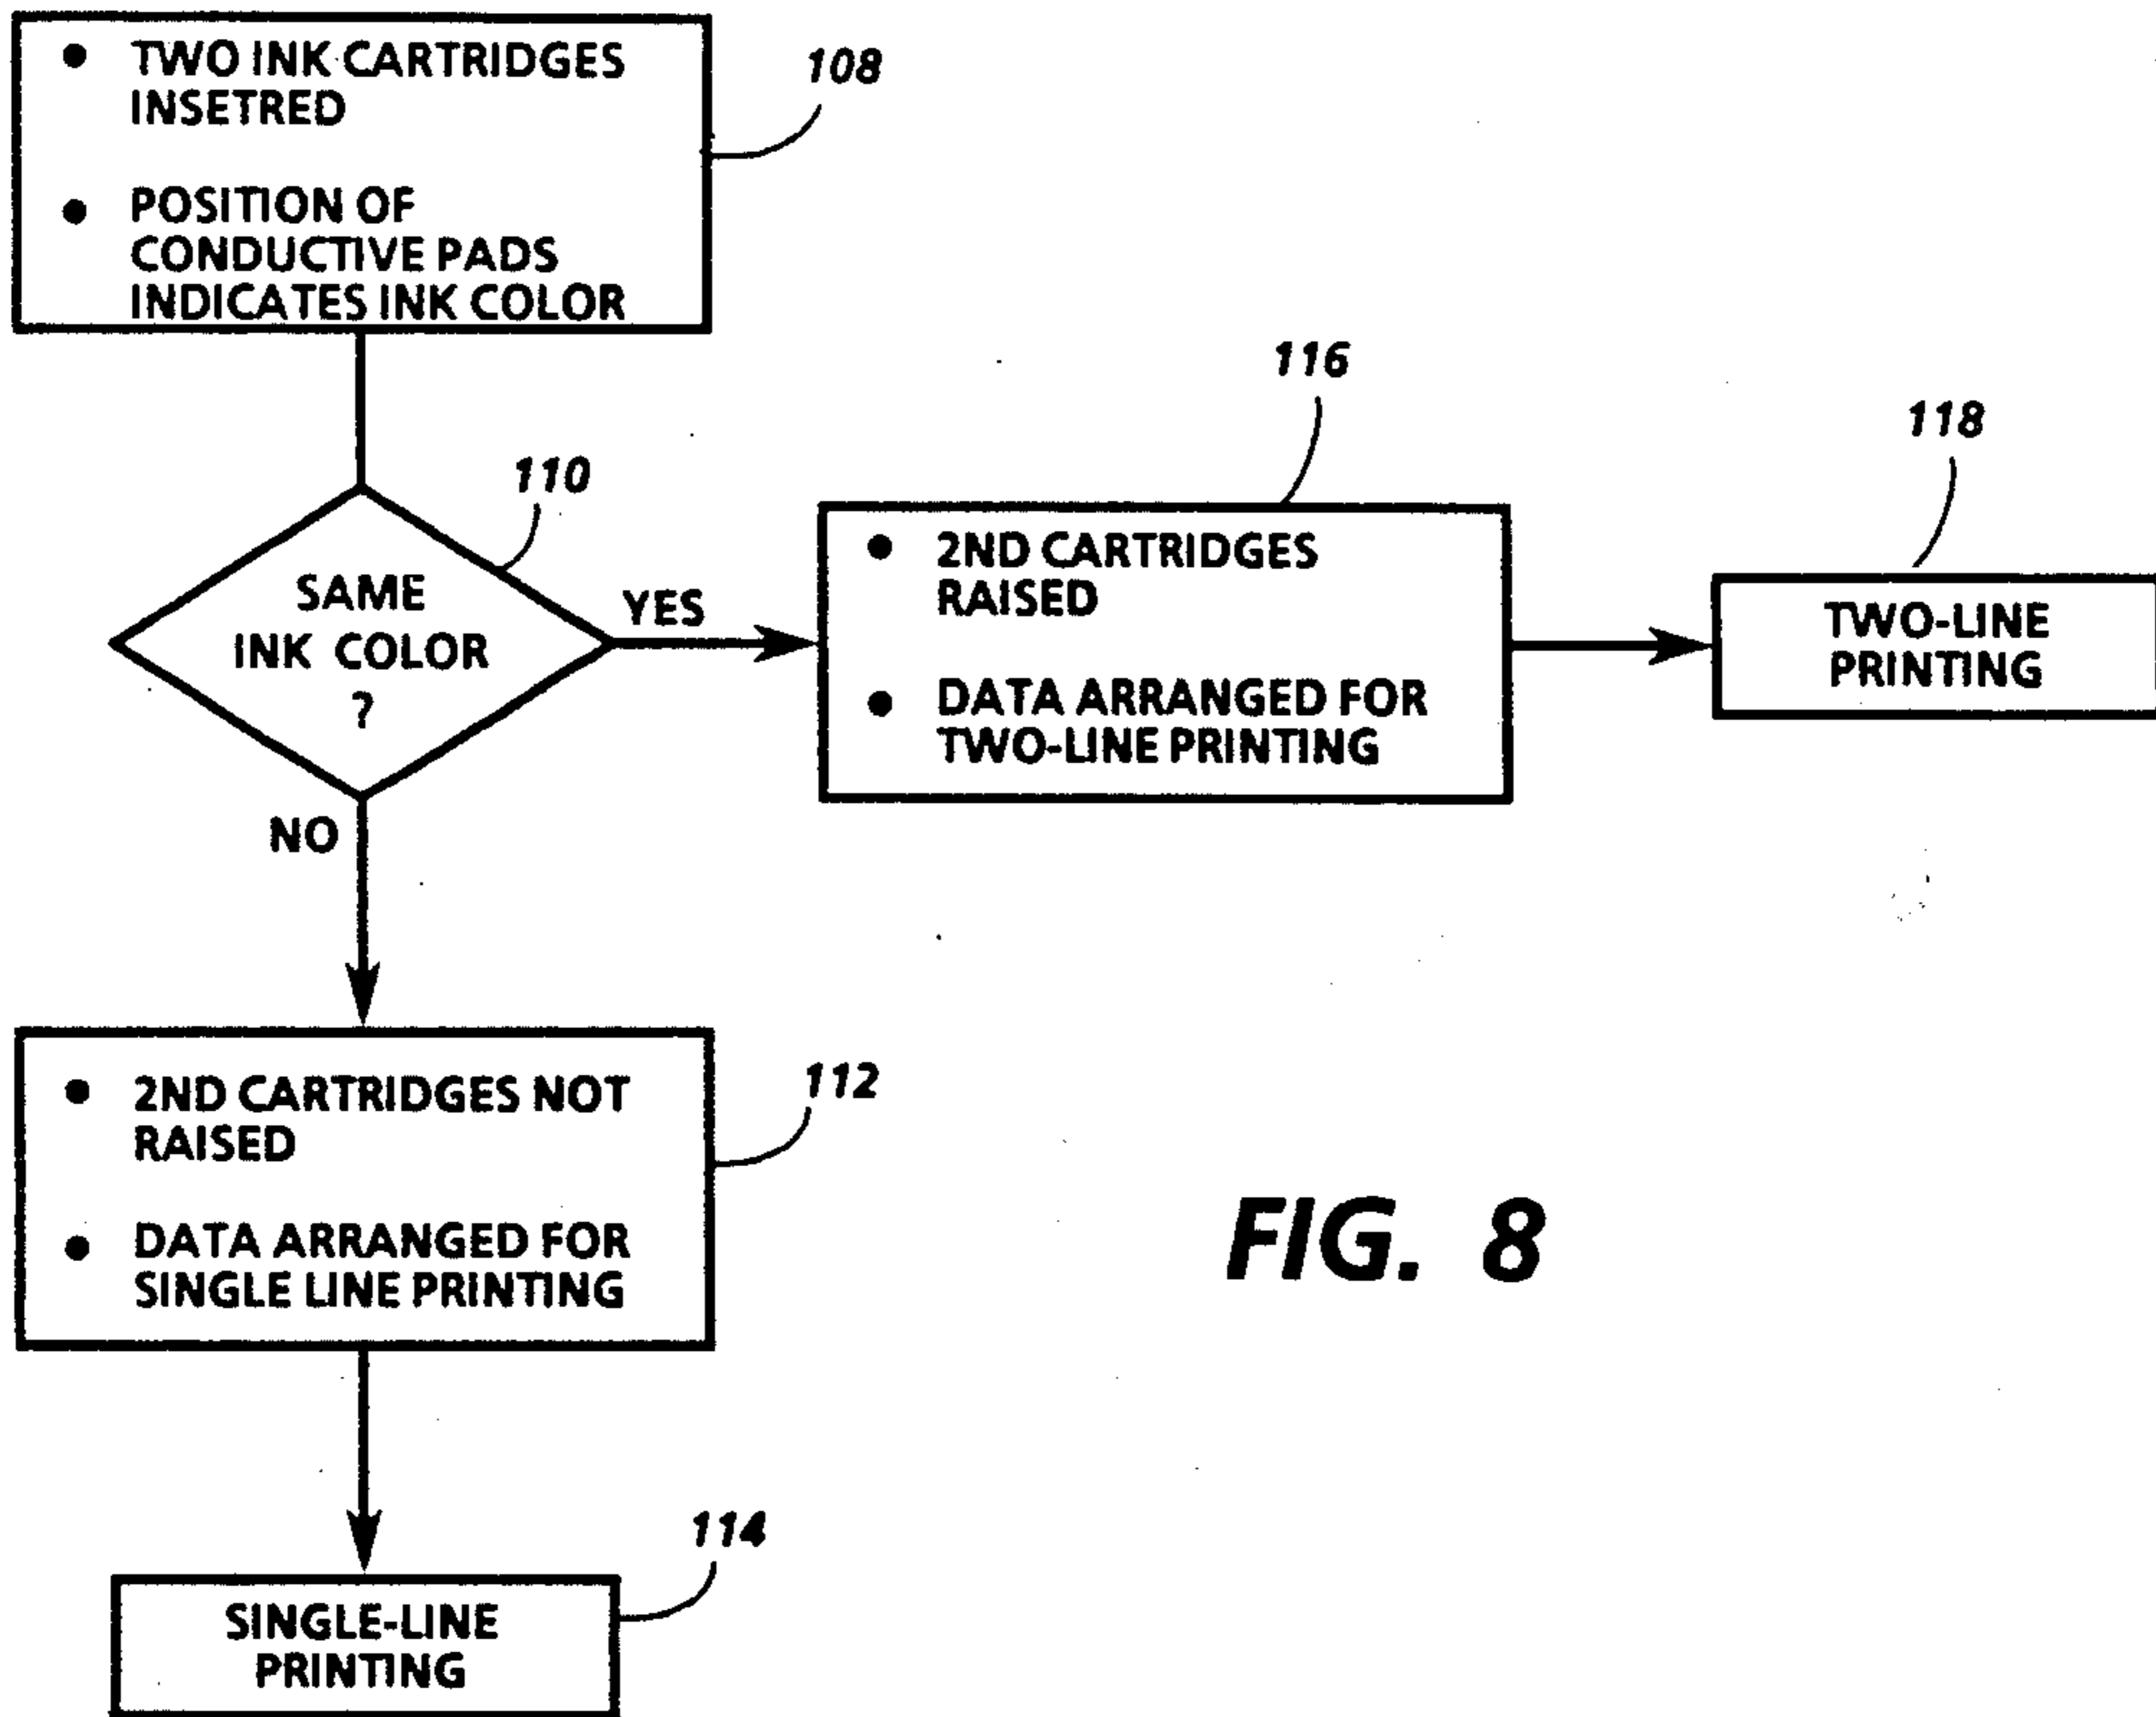 ● TWO INK CARTRIDGES
INSETRED
● POSITION OF
CONDUCTIVE PADS
INDICATES INK COLOR
108
110
SAME
INK COLOR
?
YES
NO
116
● 2ND CARTRIDGES
RAISED
● DATA ARRANGED FOR
TWO-LINE PRINTING
118
TWO-LINE
PRINTING
● 2ND CARTRIDGES NOT
RAISED
● DATA ARRANGED FOR
SINGLE LINE PRINTING
112
114
SINGLE-LINE
PRINTING
FIG. 8